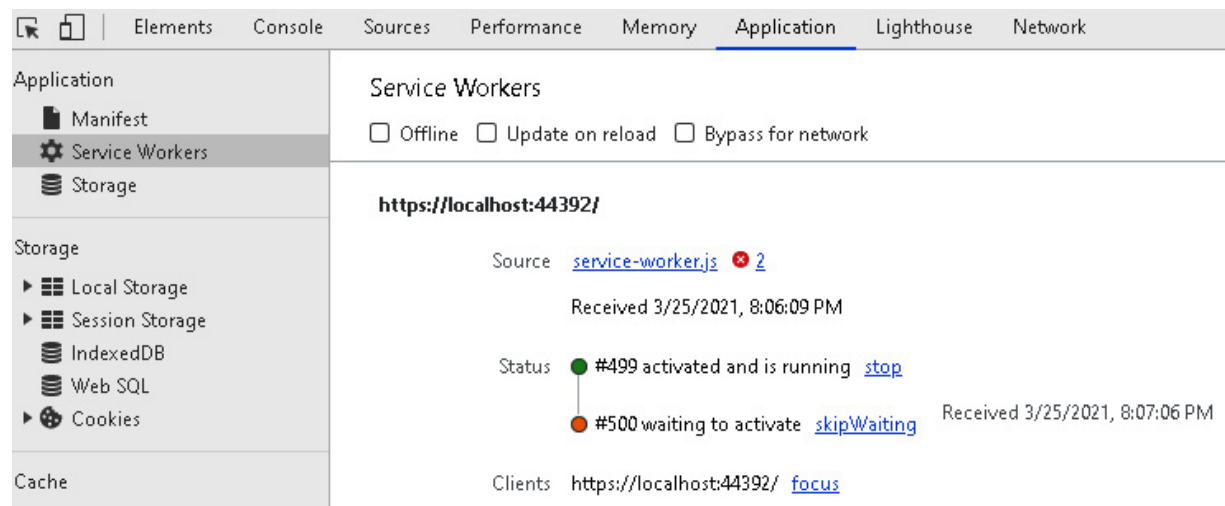 Elements Console Sources Performance Memory Application Lighthouse Network
Application
Manifest
Service Workers
Storage
Storage
Local Storage
Session Storage
IndexedDB
Web SQL
Cookies
Cache
Service Workers
Offline Update on reload Bypass for network
https://localhost:44392/
Source service-worker.js 2
Received 3/25/2021, 8:06:09 PM
Status #499 activated and is running stop
#500 waiting to activate skipWaiting Received 3/25/2021, 8:07:06 PM
Clients https://localhost:44392/ focus